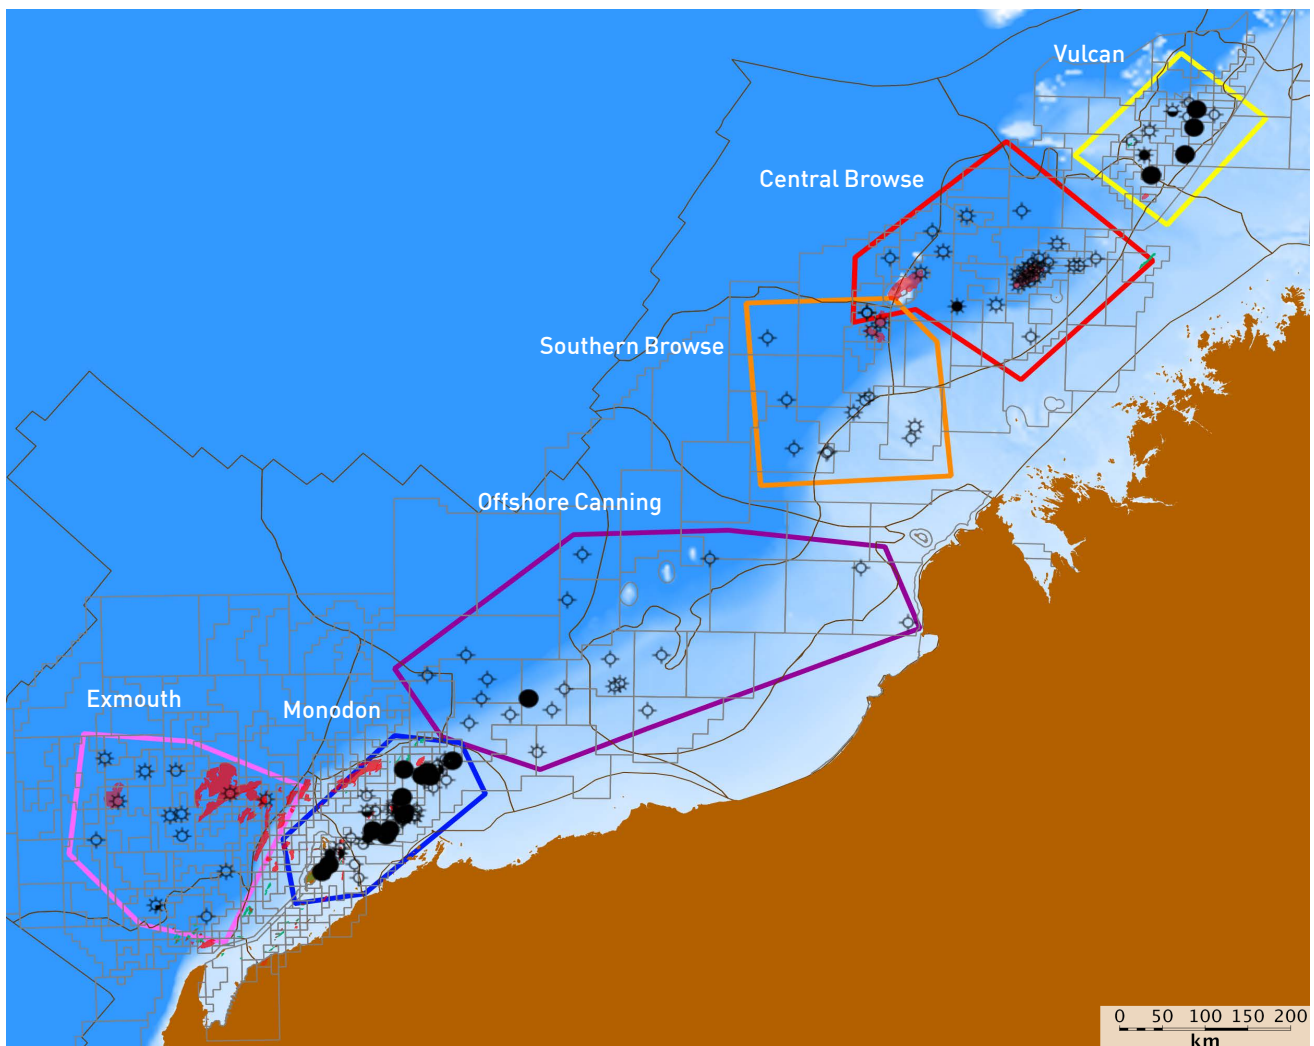 Vulcan
Central Browse
Southern Browse
Offshore Canning
Exmouth
Monodon
0 50 100 150 200
km